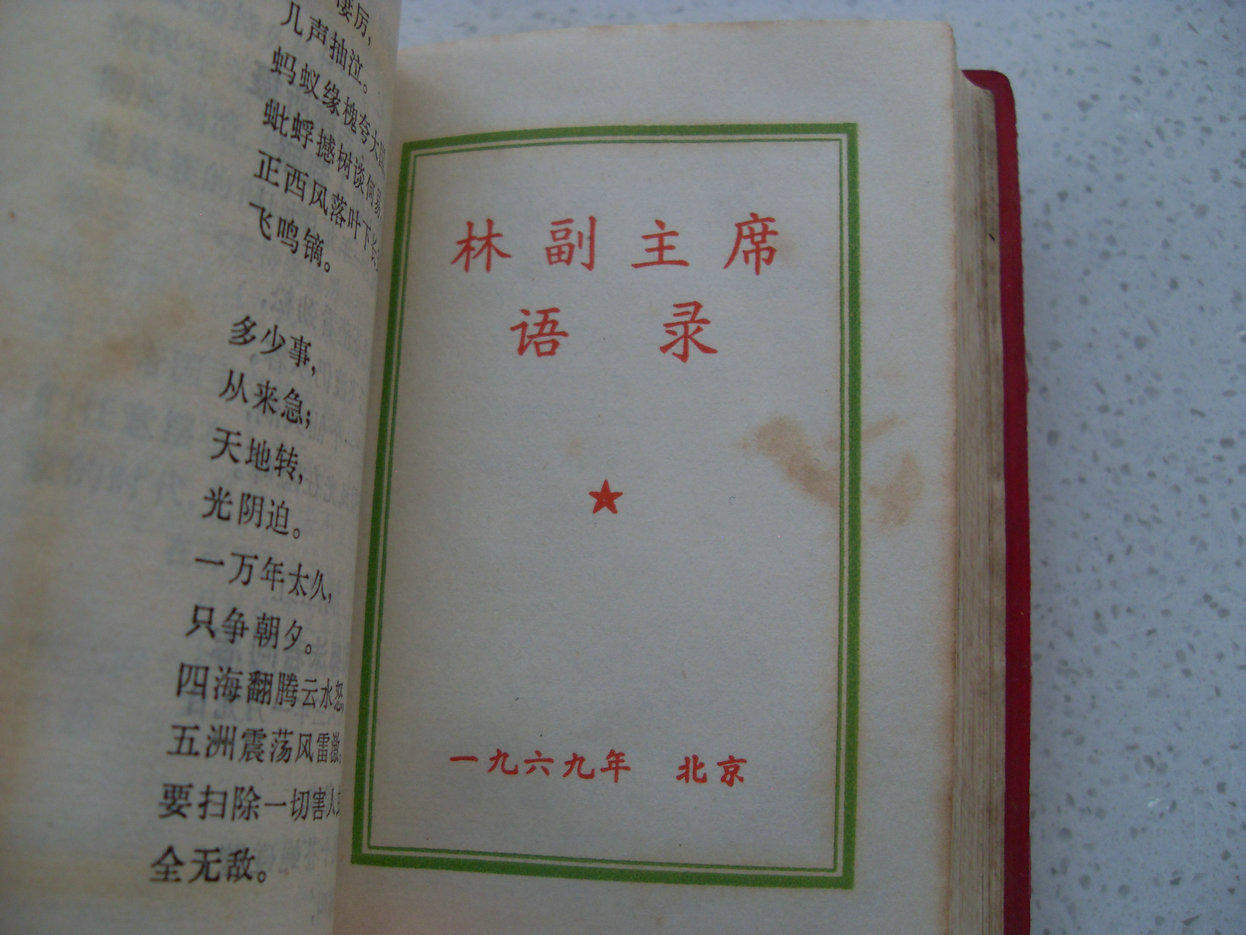 几声抽泣。
蚂蚁缘槐夸大
蚍蜉撼树谈何
正西风落叶下
飞鸣镝。
多少事,
从来急;
天地转,
光阴迫。
一万年太久,
只争朝夕。
四海翻腾云水怒
五洲震荡风雷激
要扫除一切害人
全无敌。
林副主席
语录
★
一九六九年 北京